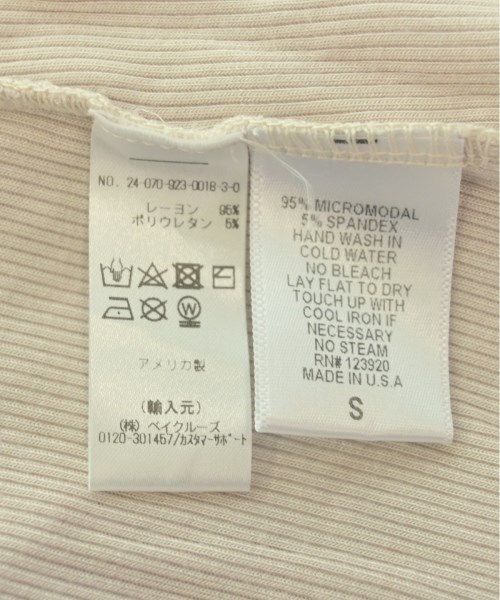 NO. 24-070-923-0018-3-0
レーヨン 95%
ポリウレタン 5%
アメリカ製
(輸入元)
(株) ベイクルーズ
0120-301457/カスタマーサポート
95% MICROMODAL
5% SPANDEX
HAND WASH IN
COLD WATER
NO BLEACH
LAY FLAT TO DRY
TOUCH UP WITH
COOL IRON IF
NECESSARY
NO STEAM
RN# 123920
MADE IN U.S.A
S